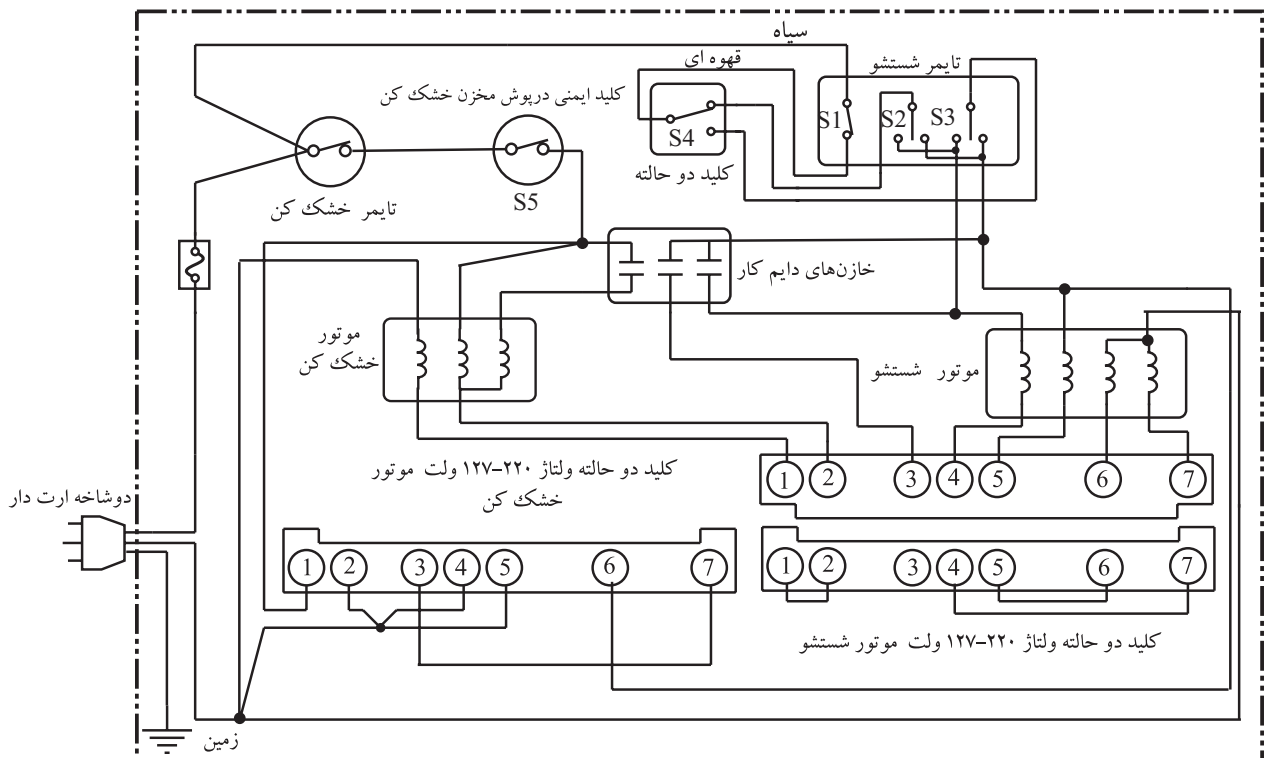 سیاه
قهوه ای
تایمر شستشو
کلید ایمنی درپوش مخزن خشک کن
S1
S2
S3
S4
کلید دو حالته
S5
تایمر خشک کن
خازن‌های دایم کار
موتور
خشک کن
موتور شستشو
کلید دو حالته ولتاژ ۲۲۰–۱۲۷ ولت موتور
خشک کن
1 2 3 4 5 6 7
دوشاخه ارت دار
1 2 3 4 5 6 7
1 2 3 4 5 6 7
کلید دو حالته ولتاژ ۲۲۰–۱۲۷ ولت موتور شستشو
زمین